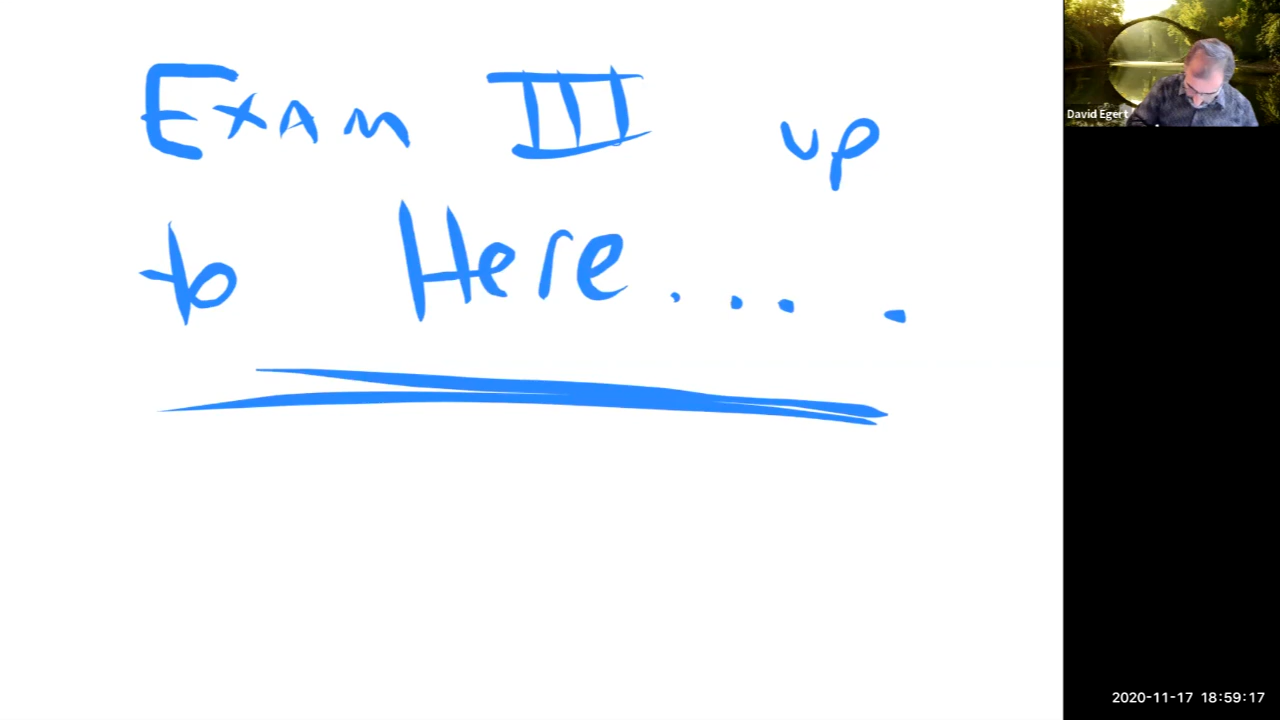 Exam III up
to Here....
David Egert
2020-11-17 18:59:17